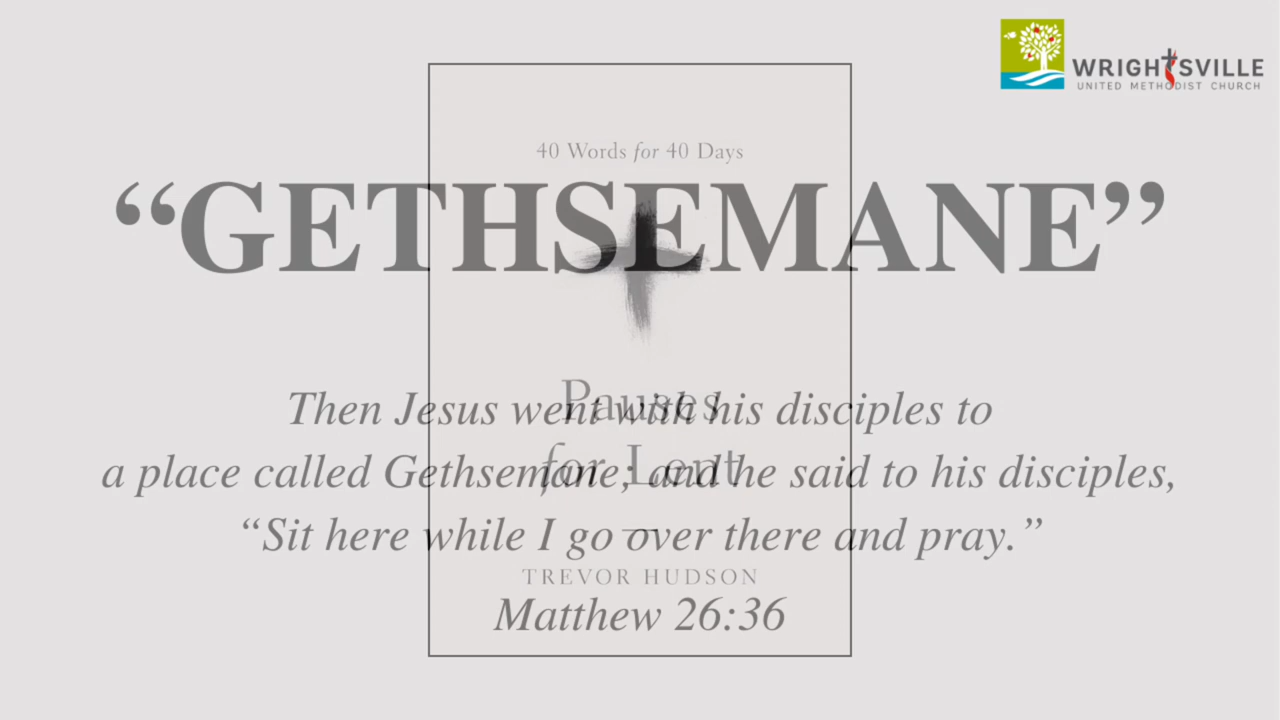 WRIGHTSVILLE
UNITED METHODIST CHURCH
40 Words for 40 Days
“GETHSEMANE”
Pauses
for Lent
Then Jesus went with his disciples to
a place called Gethsemane; and he said to his disciples,
“Sit here while I go over there and pray.”
TREVOR HUDSON
Matthew 26:36